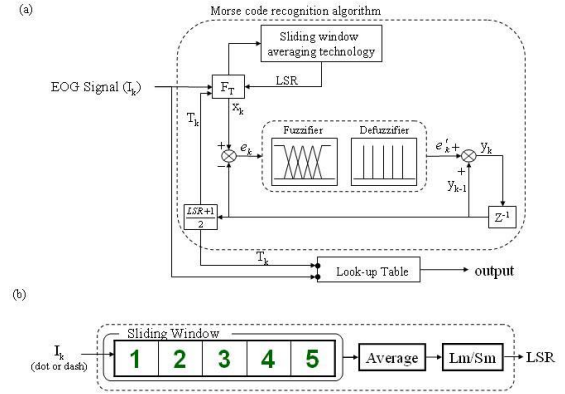 (a)
Morse code recognition algorithm
Sliding window
averaging technology
EOG Signal (Iₖ)
F_T
LSR
Tₖ
xₖ
Fuzzifier
Defuzzifier
+
−
eₖ
e'ₖ
+
yₖ
+
yₖ₋₁
(LSR+1)/2
Z⁻¹
Tₖ
Look-up Table
output
(b)
Sliding Window
Iₖ
(dot or dash)
1 2 3 4 5
Average
Lm/Sm
LSR